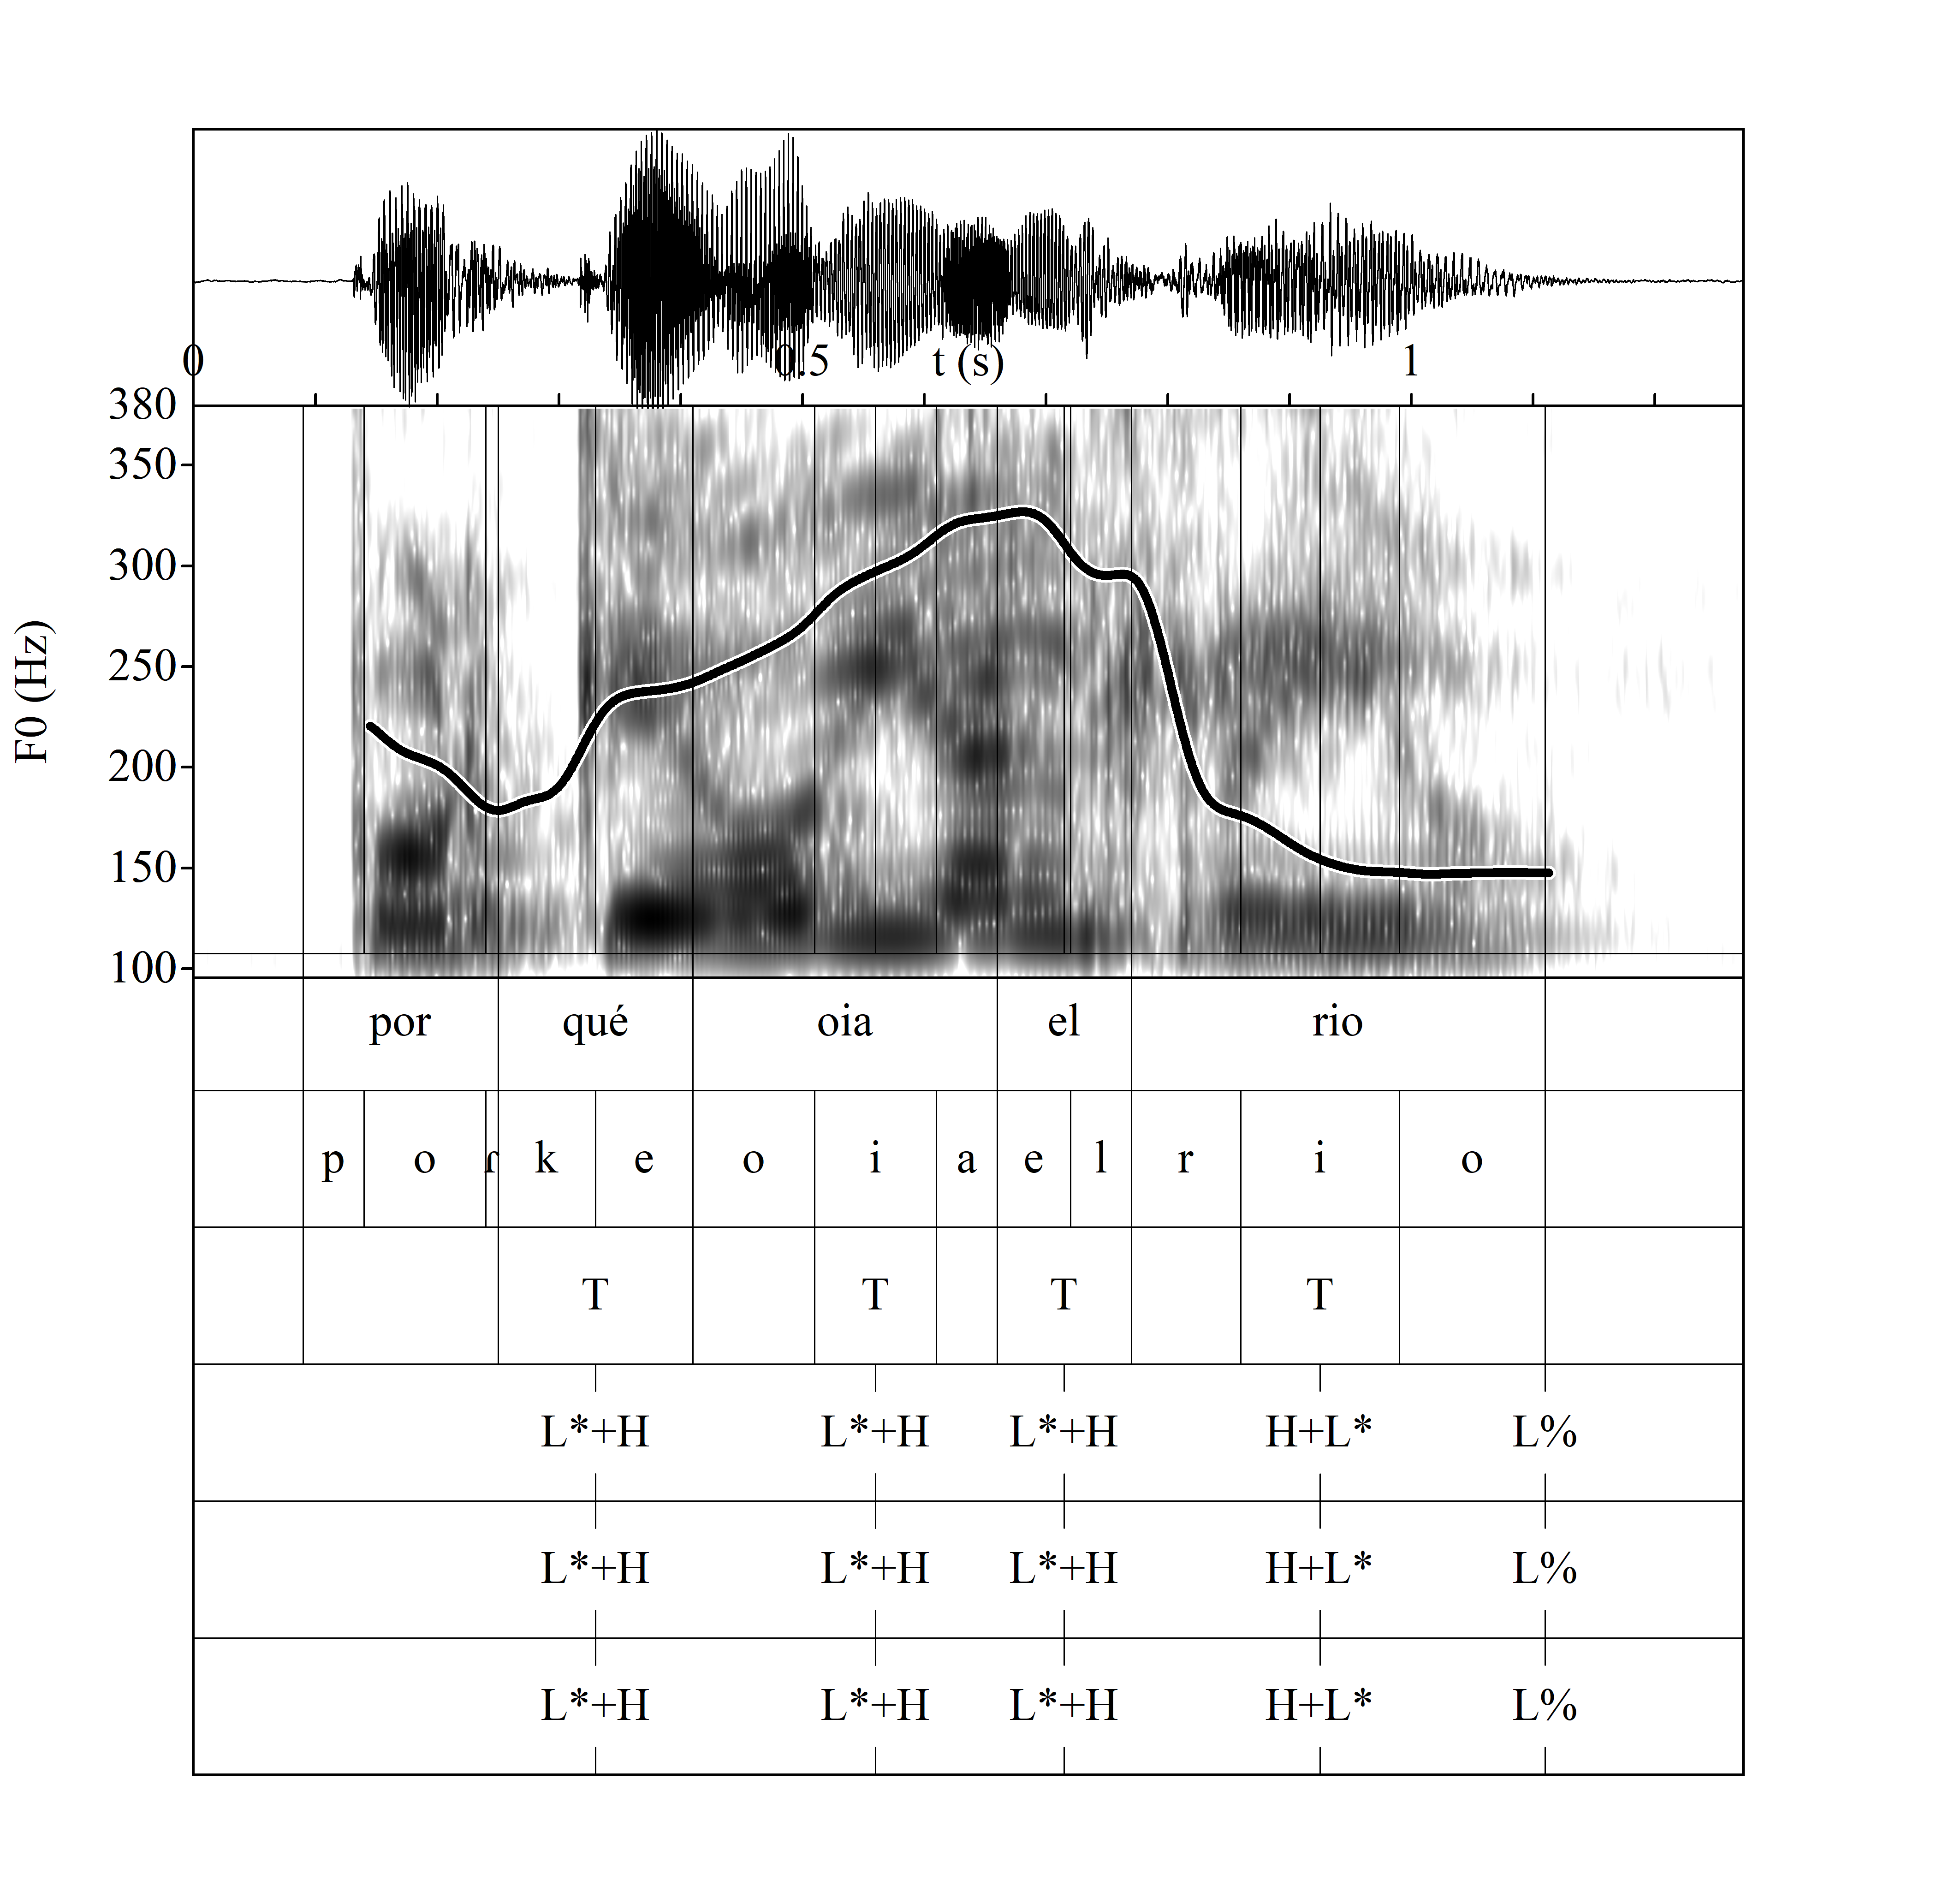 0 0.5 t (s) 1
380
350
300
250
200
150
100
F0 (Hz)
por qué oia el rio
p o ɾ k e o i a e l r i o
T T T T
L*+H L*+H L*+H H+L* L%
L*+H L*+H L*+H H+L* L%
L*+H L*+H L*+H H+L* L%